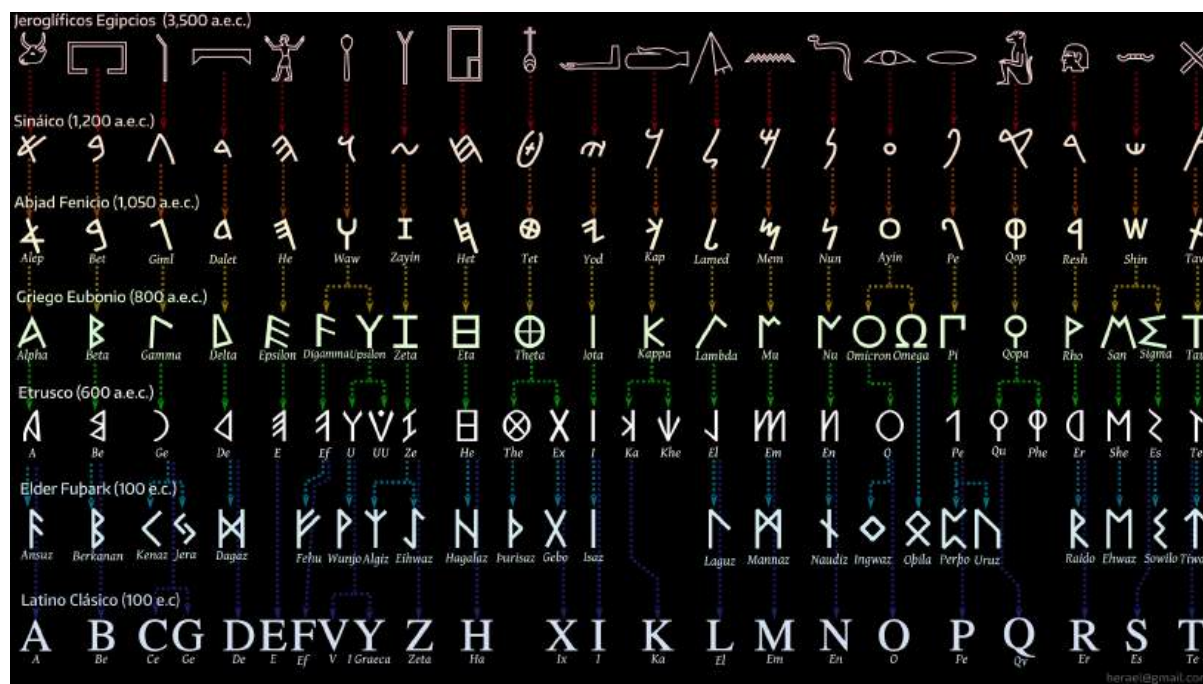 Jeroglíficos Egipcios (3,500 a.e.c.)
Sináico (1,200 a.e.c.)
Abjad Fenicio (1,050 a.e.c.)
Alep Bet Giml Dalet He Waw Zayin Het Tet Yod Kap Lamed Mem Nun Ayin Pe Qop Resh Shin Taw
Griego Eubonio (800 a.e.c.)
Alpha Beta Gamma Delta Epsilon Digamma Upsilon Zeta Eta Theta Iota Kappa Lambda Mu Nu Omicron Omega Pi Qopa Rho San Sigma Tau
Etrusco (600 a.e.c.)
A Be Ge De E Ef U UU Ze He The Ex I Ka Khe El Em En O Pe Qu Phe Er She Es Te
Elder Fuþark (100 e.c.)
Ansuz Berkanan Kenaz Jera Dagaz Fehu Wunjo Algiz Eihwaz Hagalaz Þurisaz Gebo Isaz Laguz Mannaz Naudiz Ingwaz Oþila Perþo Uruz Raido Ehwaz Sowilo Tiwa
Latino Clásico (100 e.c)
A B C G D E F V Y Z H X I K L M N O P Q R S T
A Be Ce Ge De E Ef V I Graeca Zeta Ha Ix I Ka El Em En O Pe Qv Er Es Te
herael@gmail.co